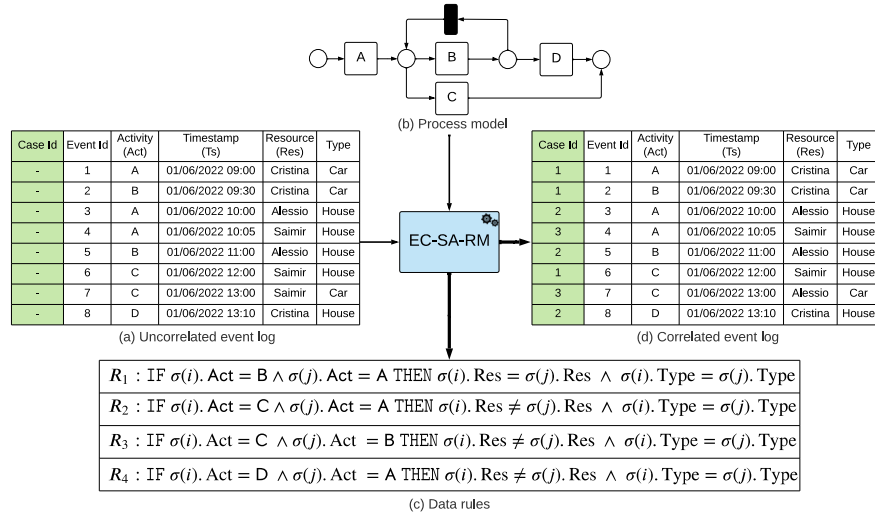 A
B
D
C
(b) Process model
Case Id Event Id Activity (Act) Timestamp (Ts) Resource (Res) Type
- 1 A 01/06/2022 09:00 Cristina Car
- 2 B 01/06/2022 09:30 Cristina Car
- 3 A 01/06/2022 10:00 Alessio House
- 4 A 01/06/2022 10:05 Saimir House
- 5 B 01/06/2022 11:00 Alessio House
- 6 C 01/06/2022 12:00 Saimir House
- 7 C 01/06/2022 13:00 Saimir Car
- 8 D 01/06/2022 13:10 Cristina House
(a) Uncorrelated event log
EC-SA-RM
Case Id Event Id Activity (Act) Timestamp (Ts) Resource (Res) Type
1 1 A 01/06/2022 09:00 Cristina Car
1 2 B 01/06/2022 09:30 Cristina Car
2 3 A 01/06/2022 10:00 Alessio House
3 4 A 01/06/2022 10:05 Saimir House
2 5 B 01/06/2022 11:00 Alessio House
1 6 C 01/06/2022 12:00 Saimir House
3 7 C 01/06/2022 13:00 Alessio Car
2 8 D 01/06/2022 13:10 Cristina House
(d) Correlated event log
R₁ : IF σ(i). Act = B ∧ σ(j). Act = A THEN σ(i). Res = σ(j). Res ∧ σ(i). Type = σ(j). Type
R₂ : IF σ(i). Act = C ∧ σ(j). Act = A THEN σ(i). Res ≠ σ(j). Res ∧ σ(i). Type = σ(j). Type
R₃ : IF σ(i). Act = C ∧ σ(j). Act = B THEN σ(i). Res ≠ σ(j). Res ∧ σ(i). Type = σ(j). Type
R₄ : IF σ(i). Act = D ∧ σ(j). Act = A THEN σ(i). Res ≠ σ(j). Res ∧ σ(i). Type = σ(j). Type
(c) Data rules